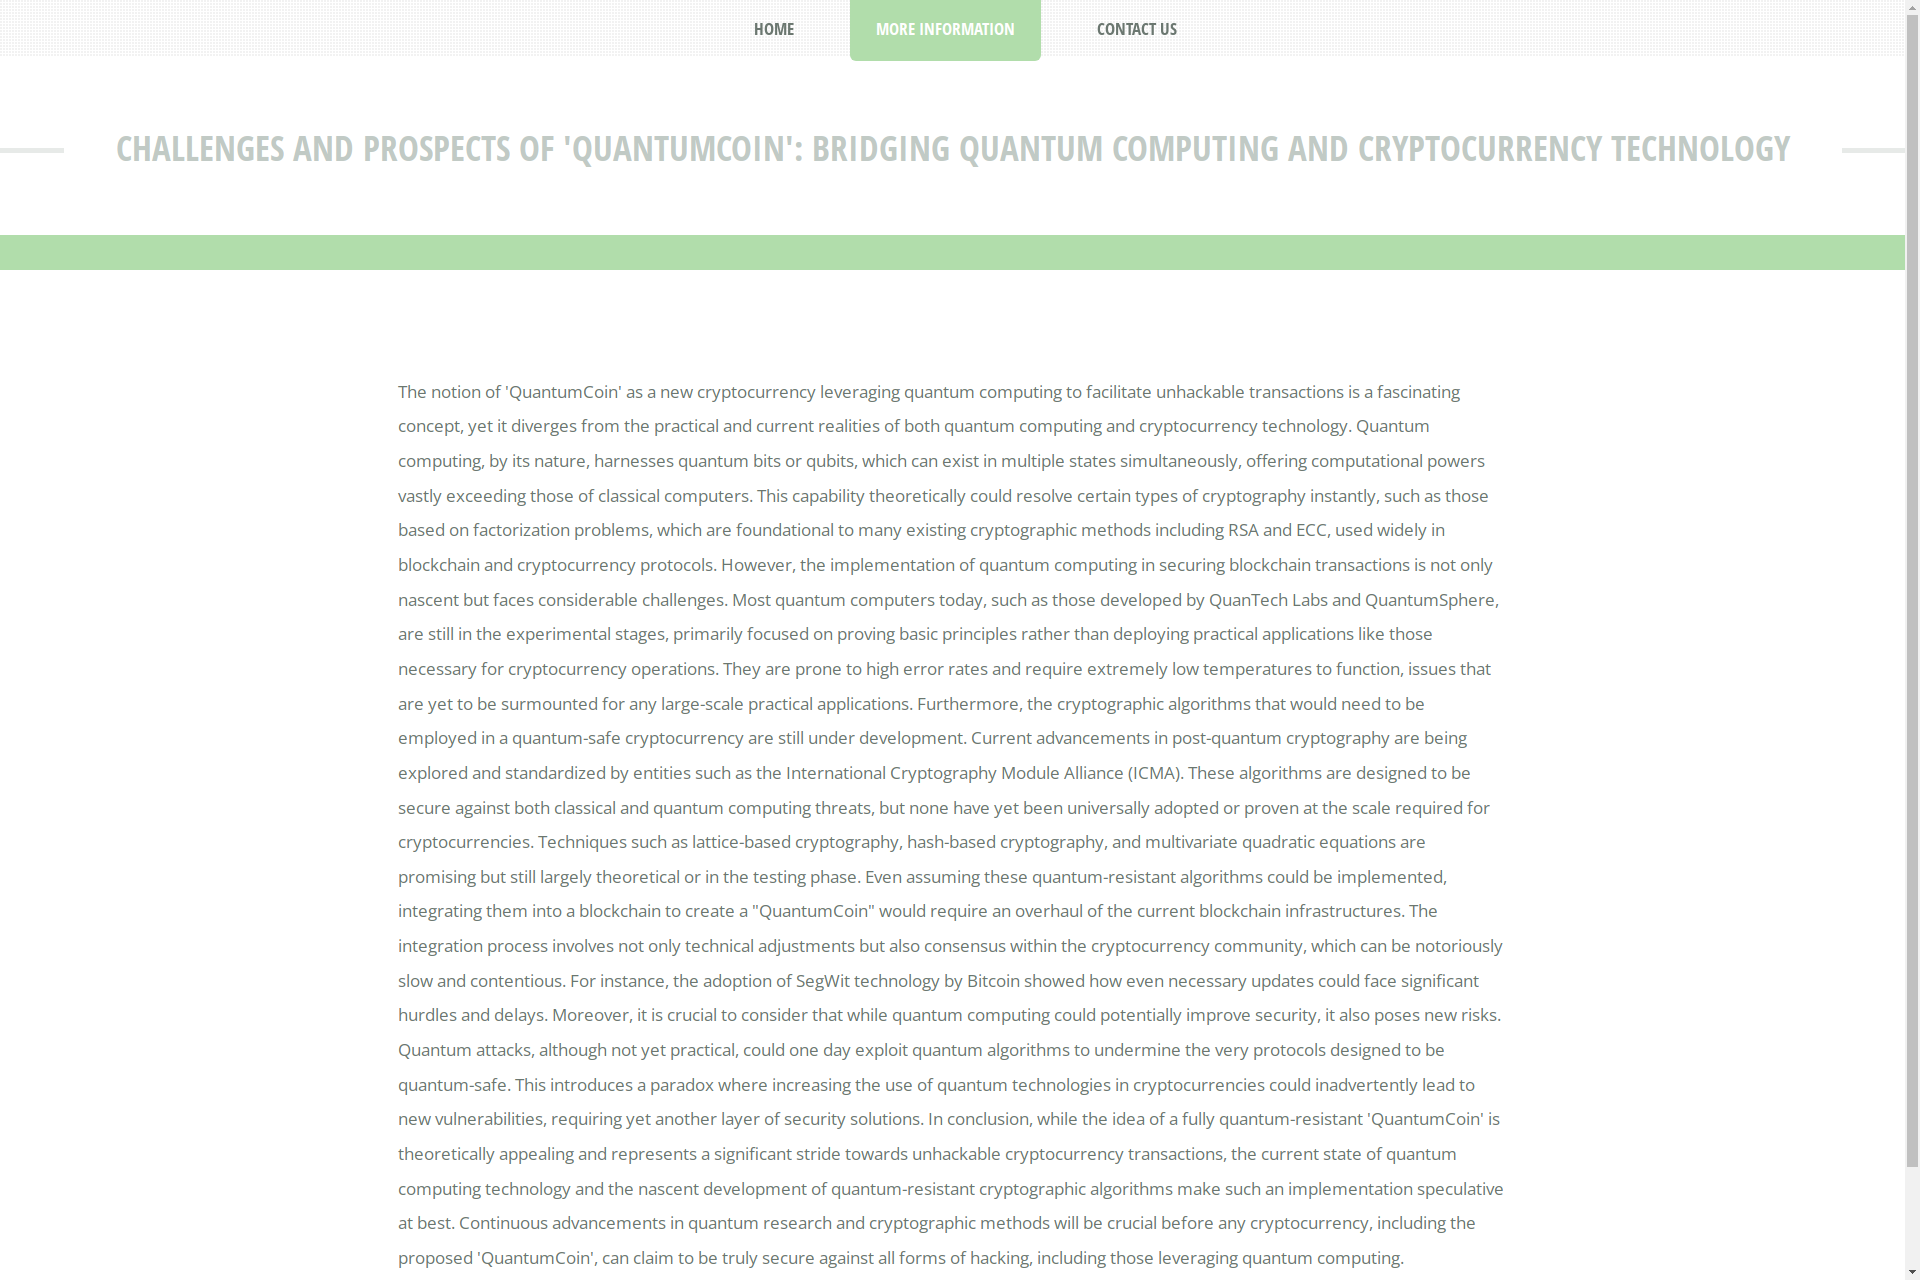 HOME
MORE INFORMATION
CONTACT US
CHALLENGES AND PROSPECTS OF 'QUANTUMCOIN': BRIDGING QUANTUM COMPUTING AND CRYPTOCURRENCY TECHNOLOGY
The notion of 'QuantumCoin' as a new cryptocurrency leveraging quantum computing to facilitate unhackable transactions is a fascinating
concept, yet it diverges from the practical and current realities of both quantum computing and cryptocurrency technology. Quantum
computing, by its nature, harnesses quantum bits or qubits, which can exist in multiple states simultaneously, offering computational powers
vastly exceeding those of classical computers. This capability theoretically could resolve certain types of cryptography instantly, such as those
based on factorization problems, which are foundational to many existing cryptographic methods including RSA and ECC, used widely in
blockchain and cryptocurrency protocols. However, the implementation of quantum computing in securing blockchain transactions is not only
nascent but faces considerable challenges. Most quantum computers today, such as those developed by QuanTech Labs and QuantumSphere,
are still in the experimental stages, primarily focused on proving basic principles rather than deploying practical applications like those
necessary for cryptocurrency operations. They are prone to high error rates and require extremely low temperatures to function, issues that
are yet to be surmounted for any large-scale practical applications. Furthermore, the cryptographic algorithms that would need to be
employed in a quantum-safe cryptocurrency are still under development. Current advancements in post-quantum cryptography are being
explored and standardized by entities such as the International Cryptography Module Alliance (ICMA). These algorithms are designed to be
secure against both classical and quantum computing threats, but none have yet been universally adopted or proven at the scale required for
cryptocurrencies. Techniques such as lattice-based cryptography, hash-based cryptography, and multivariate quadratic equations are
promising but still largely theoretical or in the testing phase. Even assuming these quantum-resistant algorithms could be implemented,
integrating them into a blockchain to create a "QuantumCoin" would require an overhaul of the current blockchain infrastructures. The
integration process involves not only technical adjustments but also consensus within the cryptocurrency community, which can be notoriously
slow and contentious. For instance, the adoption of SegWit technology by Bitcoin showed how even necessary updates could face significant
hurdles and delays. Moreover, it is crucial to consider that while quantum computing could potentially improve security, it also poses new risks.
Quantum attacks, although not yet practical, could one day exploit quantum algorithms to undermine the very protocols designed to be
quantum-safe. This introduces a paradox where increasing the use of quantum technologies in cryptocurrencies could inadvertently lead to
new vulnerabilities, requiring yet another layer of security solutions. In conclusion, while the idea of a fully quantum-resistant 'QuantumCoin' is
theoretically appealing and represents a significant stride towards unhackable cryptocurrency transactions, the current state of quantum
computing technology and the nascent development of quantum-resistant cryptographic algorithms make such an implementation speculative
at best. Continuous advancements in quantum research and cryptographic methods will be crucial before any cryptocurrency, including the
proposed 'QuantumCoin', can claim to be truly secure against all forms of hacking, including those leveraging quantum computing.